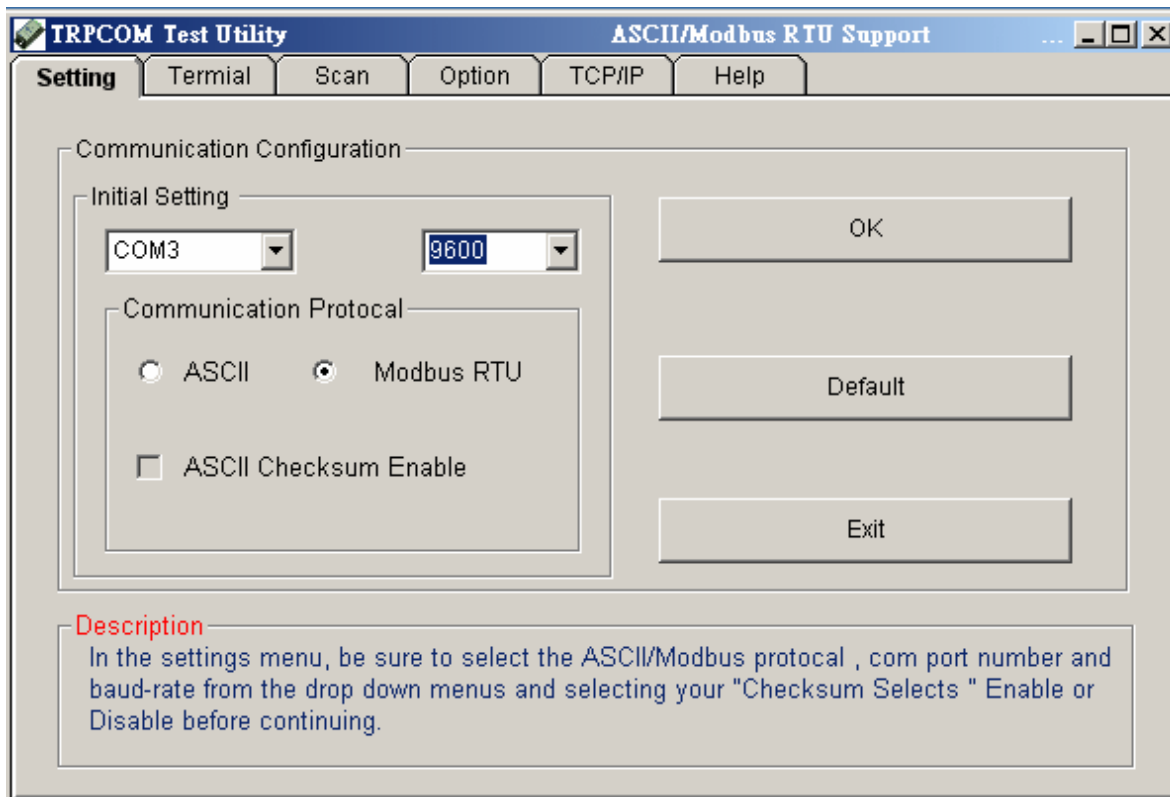 TRPCOM Test Utility ASCII/Modbus RTU Support ...
Setting Termial Scan Option TCP/IP Help
Communication Configuration
Initial Setting
COM3 9600
OK
Communication Protocal
ASCII Modbus RTU
Default
ASCII Checksum Enable
Exit
Description
In the settings menu, be sure to select the ASCII/Modbus protocal , com port number and
baud-rate from the drop down menus and selecting your "Checksum Selects " Enable or
Disable before continuing.